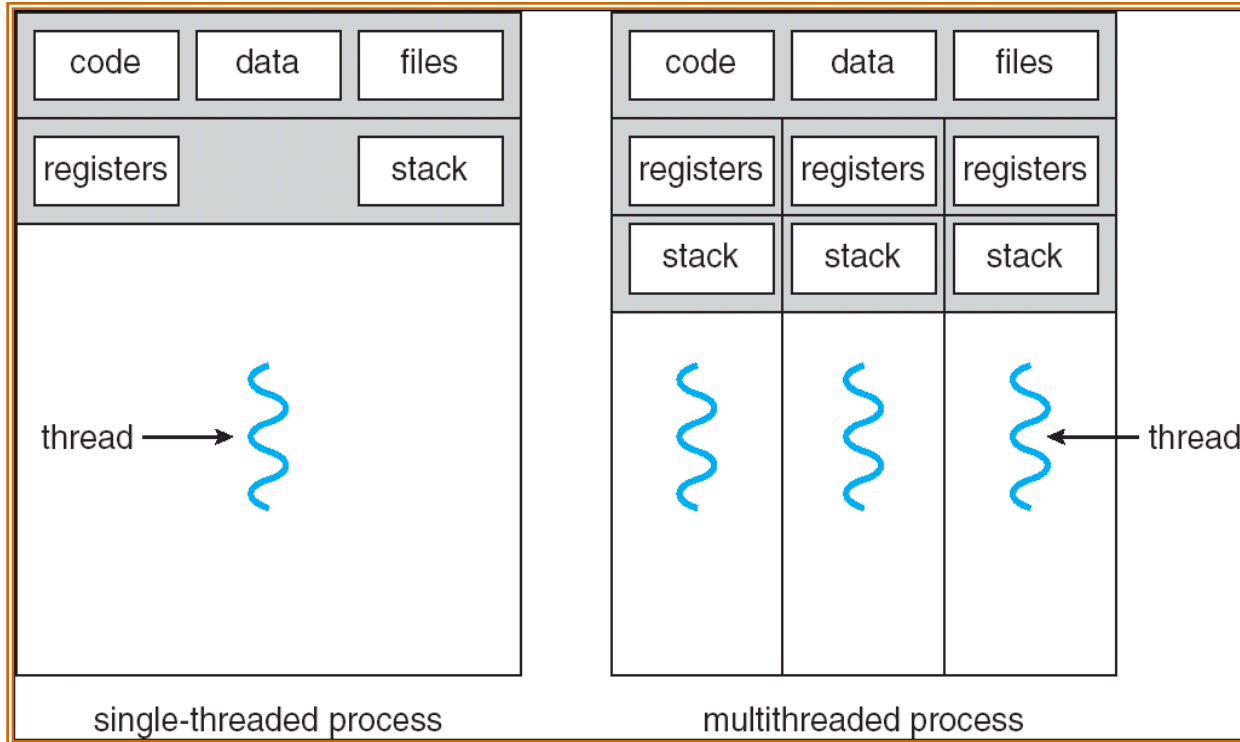 code data files
registers stack
thread
single-threaded process
code data files
registers registers registers
stack stack stack
thread
multithreaded process